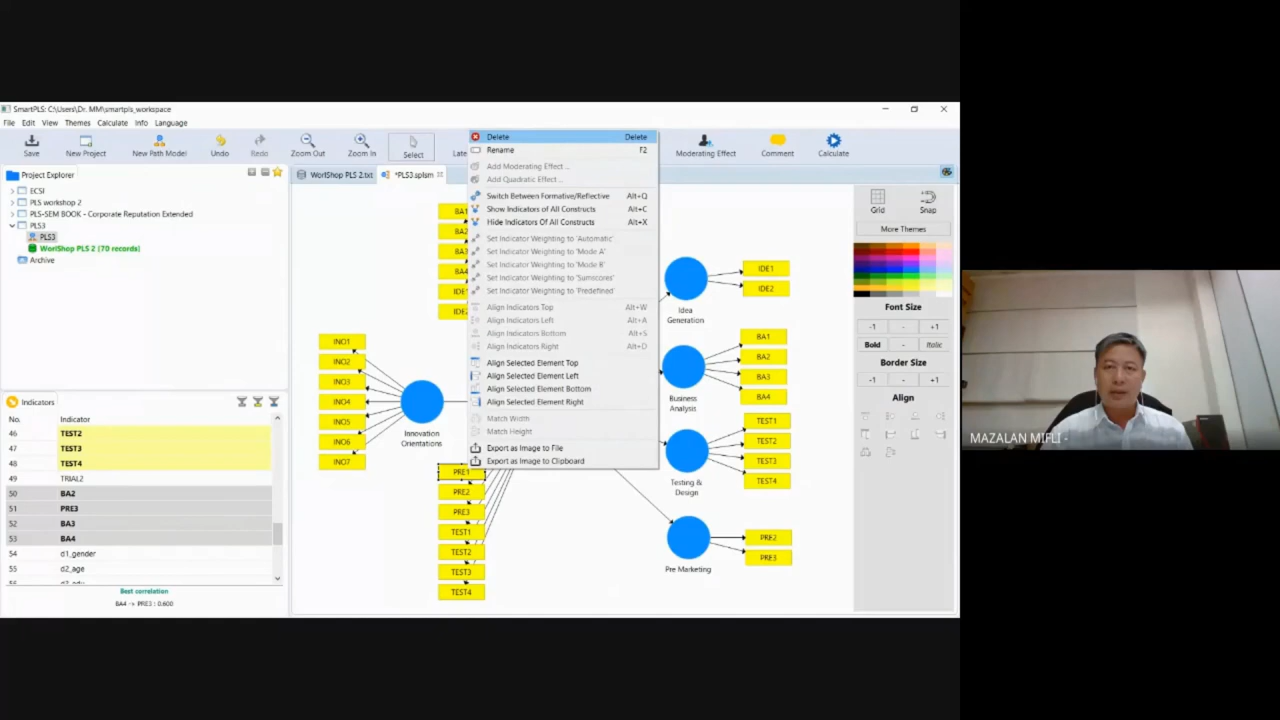 SmartPLS: C:\Users\Dr. MM\smartpls_workspace
File Edit View Themes Calculate Info Language
Save New Project New Path Model Undo Redo Zoom Out Zoom In Select Moderating Effect Comment Calculate
Project Explorer
ECSI
PLS workshop 2
PLS-SEM BOOK - Corporate Reputation Extended
PLS3
PLS3
WorlShop PLS 2 [70 records]
Archive
Indicators
No. Indicator
46 TEST2
47 TEST3
48 TEST4
49 TRIAL2
50 BA2
51 PRE3
52 BA3
53 BA4
54 d1_gender
55 d2_age
Best correlation
BA4 -> PRE3 : 0.600
WorlShop PLS 2.txt *PLS3.splsm
BA1
BA2
BA3
BA4
IDE1
IDE2
INO1
INO2
INO3
INO4
INO5
INO6
INO7
Innovation
Orientations
PRE1
PRE2
PRE3
TEST1
TEST2
TEST3
TEST4
Delete Delete
Rename F2
Add Moderating Effect ...
Add Quadratic Effect ...
Switch Between Formative/Reflective Alt+Q
Show Indicators of All Constructs Alt+C
Hide Indicators Of All Constructs Alt+X
Set Indicator Weighting to 'Automatic'
Set Indicator Weighting to 'Mode A'
Set Indicator Weighting to 'Mode B'
Set Indicator Weighting to 'Sumscores'
Set Indicator Weighting to 'Predefined'
Align Indicators Top Alt+W
Align Indicators Left Alt+A
Align Indicators Bottom Alt+S
Align Indicators Right Alt+D
Align Selected Element Top
Align Selected Element Left
Align Selected Element Bottom
Align Selected Element Right
Match Width
Match Height
Export as Image to File
Export as Image to Clipboard
Idea
Generation
IDE1
IDE2
Business
Analysis
BA1
BA2
BA3
BA4
Testing &
Design
TEST1
TEST2
TEST3
TEST4
Pre Marketing
PRE2
PRE3
Grid Snap
More Themes
Font Size
-1 - +1
Bold - Italic
Border Size
-1 - +1
Align
MAZALAN MIFLI -